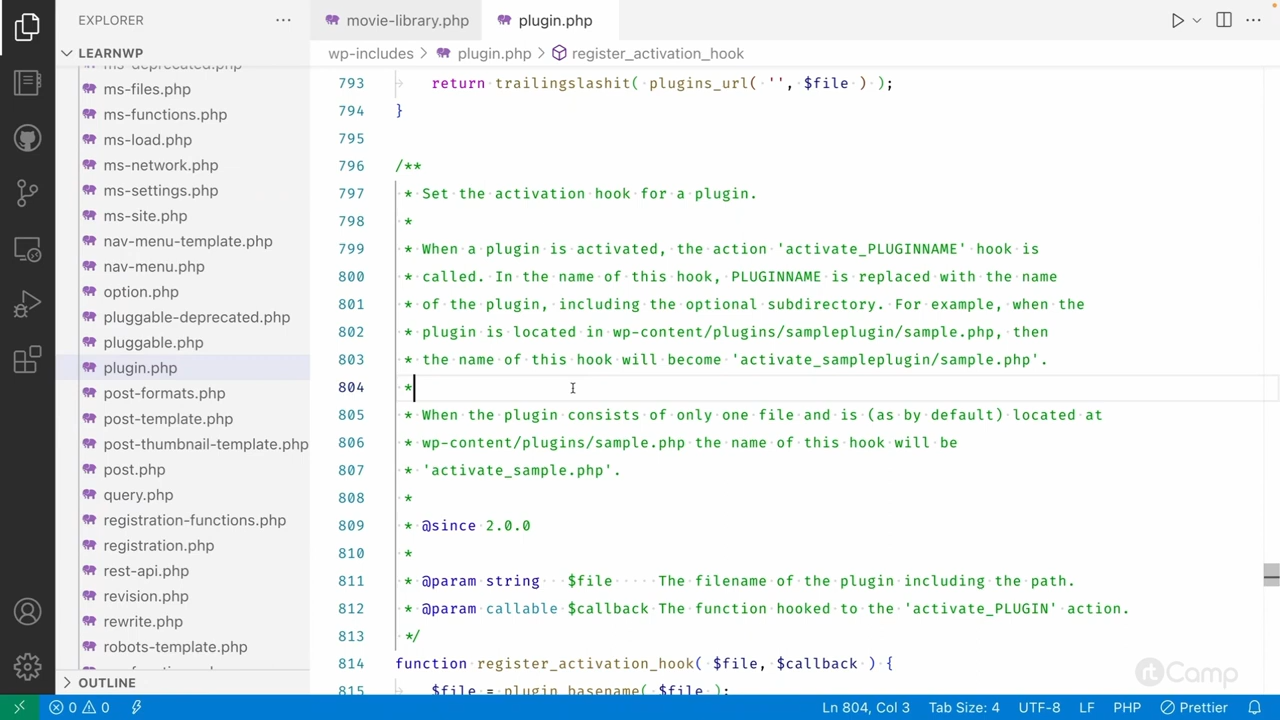 EXPLORER
movie-library.php
plugin.php
LEARNWP
wp-includes > plugin.php > register_activation_hook
ms-deprecated.php
ms-files.php
ms-functions.php
ms-load.php
ms-network.php
ms-settings.php
ms-site.php
nav-menu-template.php
nav-menu.php
option.php
pluggable-deprecated.php
pluggable.php
plugin.php
post-formats.php
post-template.php
post-thumbnail-template.php
post.php
query.php
registration-functions.php
registration.php
rest-api.php
revision.php
rewrite.php
robots-template.php
OUTLINE
793 return trailingslashit( plugins_url( '', $file ) );
794 }
795
796 /**
797 * Set the activation hook for a plugin.
798 *
799 * When a plugin is activated, the action 'activate_PLUGINNAME' hook is
800 * called. In the name of this hook, PLUGINNAME is replaced with the name
801 * of the plugin, including the optional subdirectory. For example, when the
802 * plugin is located in wp-content/plugins/sampleplugin/sample.php, then
803 * the name of this hook will become 'activate_sampleplugin/sample.php'.
804 *
805 * When the plugin consists of only one file and is (as by default) located at
806 * wp-content/plugins/sample.php the name of this hook will be
807 * 'activate_sample.php'.
808 *
809 * @since 2.0.0
810 *
811 * @param string $file The filename of the plugin including the path.
812 * @param callable $callback The function hooked to the 'activate_PLUGIN' action.
813 */
814 function register_activation_hook( $file, $callback ) {
815 $file = plugin_basename( $file );
rtCamp
0 0 Ln 804, Col 3 Tab Size: 4 UTF-8 LF PHP Prettier